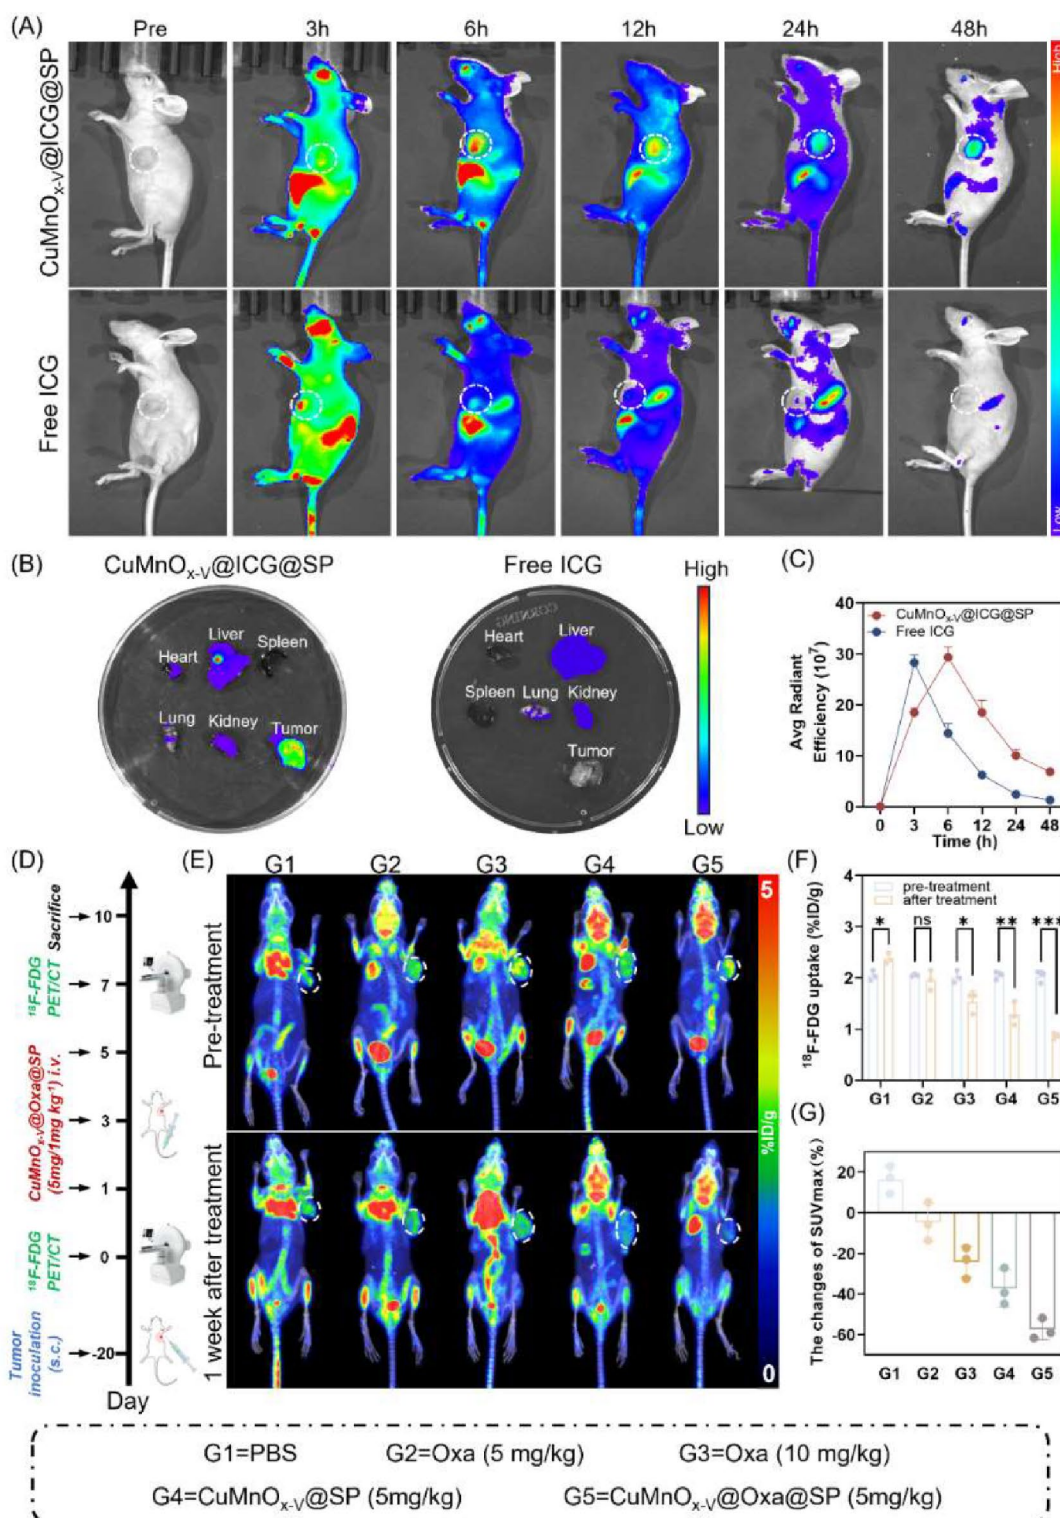 (A) Pre 3h 6h 12h 24h 48h
CuMnOₓ₋ᵥ@ICG@SP
Free ICG
High
Low
(B) CuMnOₓ₋ᵥ@ICG@SP Free ICG
Heart Liver Spleen
Lung Kidney Tumor
CORNING
Heart Liver
Spleen Lung Kidney
Tumor
High
Low
(C)
Avg Radiant
Efficiency (10⁷)
40
30
20
10
0
CuMnOₓ₋ᵥ@ICG@SP
Free ICG
0 3 6 12 24 48
Time (h)
(D)
¹⁸F-FDG
PET/CT
Sacrifice
CuMnOₓ₋ᵥ@Oxa@SP
(5mg/1mg kg⁻¹) i.v.
¹⁸F-FDG
PET/CT
Tumor
inoculation
(s.c.)
10
7
5
3
1
0
-20
Day
(E) G1 G2 G3 G4 G5
Pre-treatment
1 week after treatment
5
%ID/g
0
(F)
¹⁸F-FDG uptake (%ID/g)
4
3
2
1
0
pre-treatment
after treatment
* ns * ** ***
G1 G2 G3 G4 G5
(G)
The changes of SUVmax(%)
20
0
-20
-40
-60
G1 G2 G3 G4 G5
G1=PBS G2=Oxa (5 mg/kg) G3=Oxa (10 mg/kg)
G4=CuMnOₓ₋ᵥ@SP (5mg/kg) G5=CuMnOₓ₋ᵥ@Oxa@SP (5mg/kg)